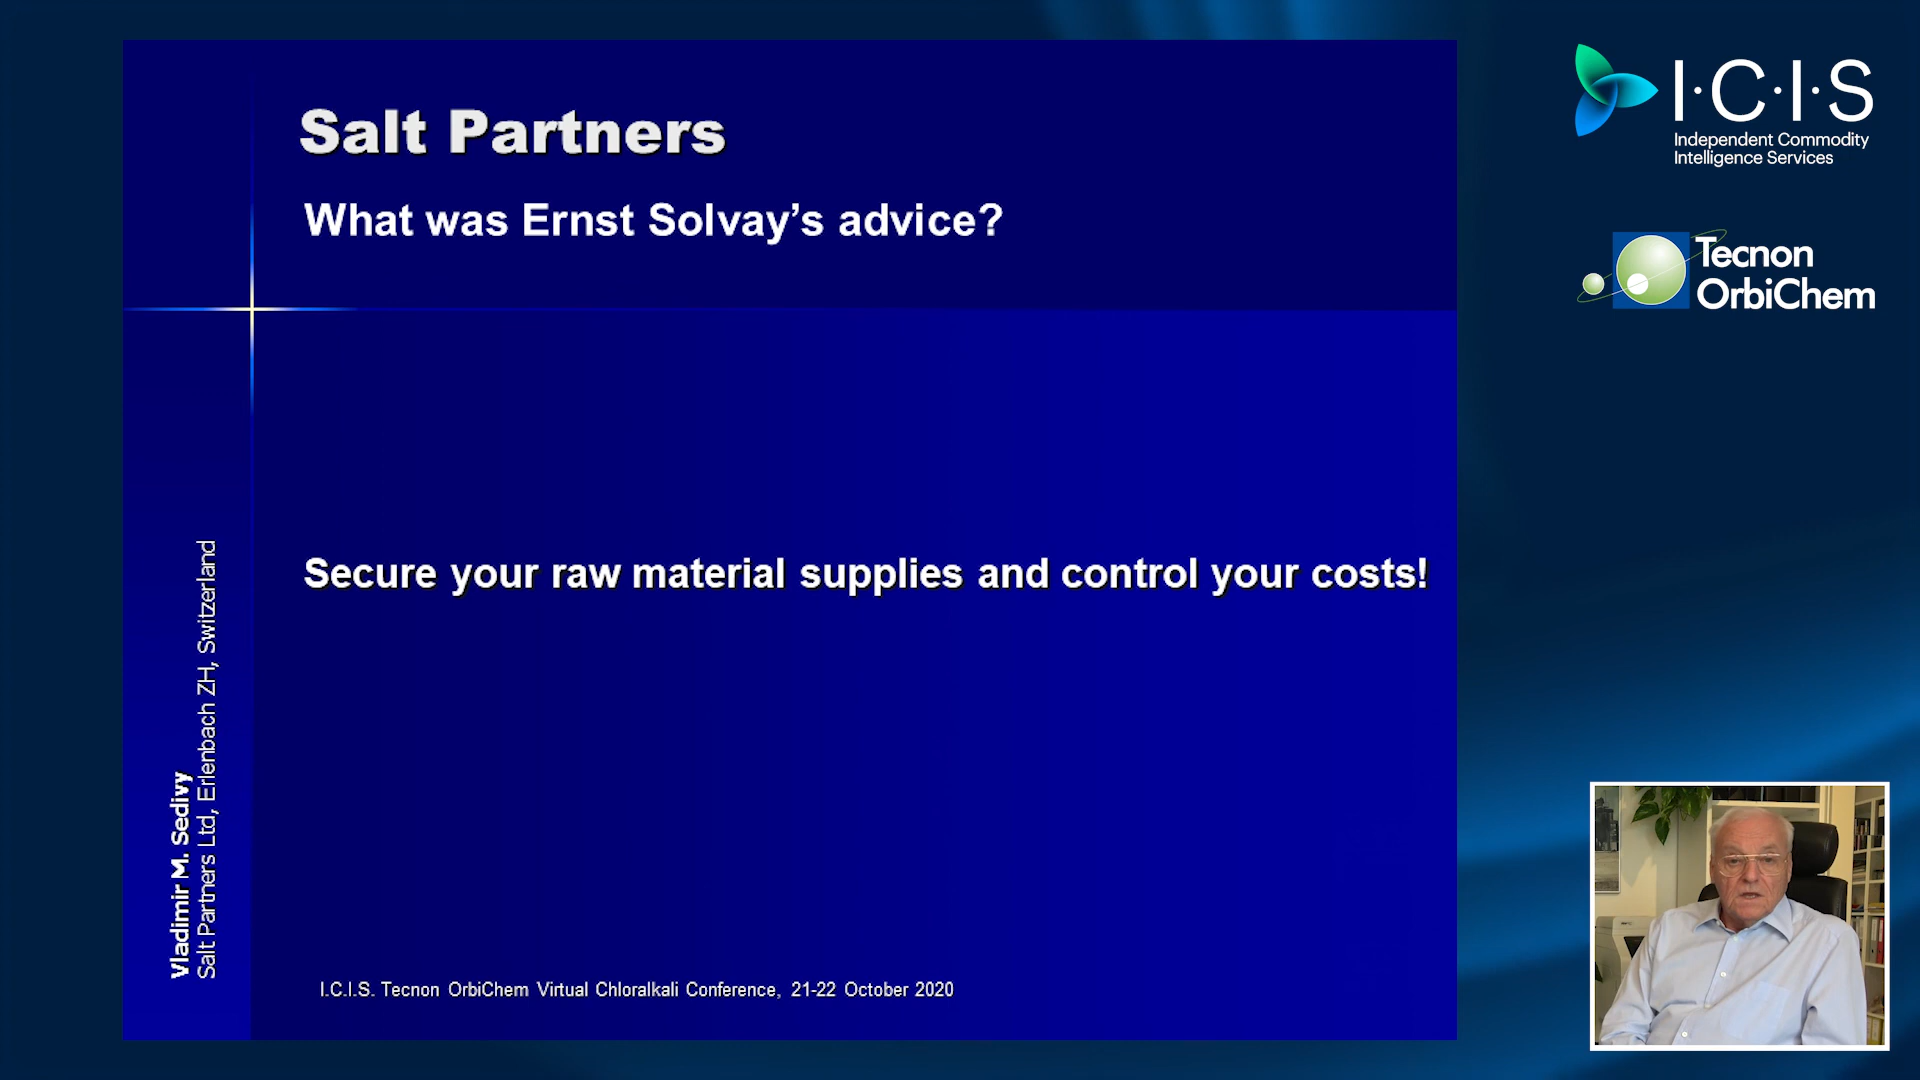 Salt Partners
What was Ernst Solvay’s advice?
Secure your raw material supplies and control your costs!
Vladimir M. Sedivy
Salt Partners Ltd, Erlenbach ZH, Switzerland
I.C.I.S. Tecnon OrbiChem Virtual Chloralkali Conference, 21-22 October 2020
I·C·I·S
Independent Commodity
Intelligence Services
Tecnon
OrbiChem